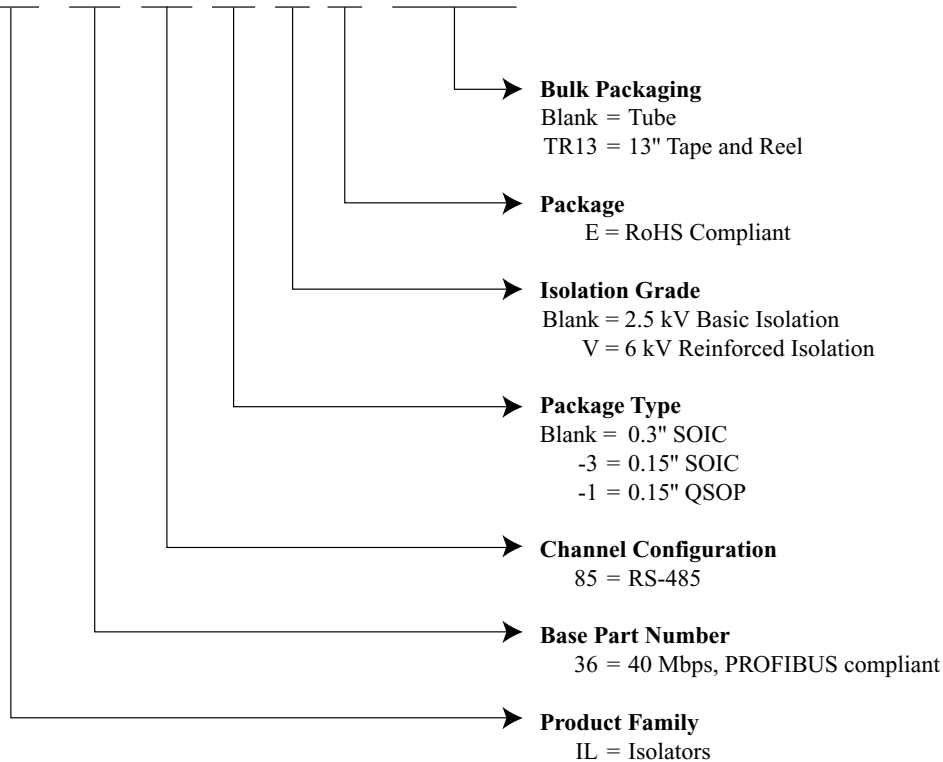 Bulk Packaging
Blank = Tube
TR13 = 13" Tape and Reel
Package
E = RoHS Compliant
Isolation Grade
Blank = 2.5 kV Basic Isolation
V = 6 kV Reinforced Isolation
Package Type
Blank = 0.3" SOIC
-3 = 0.15" SOIC
-1 = 0.15" QSOP
Channel Configuration
85 = RS-485
Base Part Number
36 = 40 Mbps, PROFIBUS compliant
Product Family
IL = Isolators